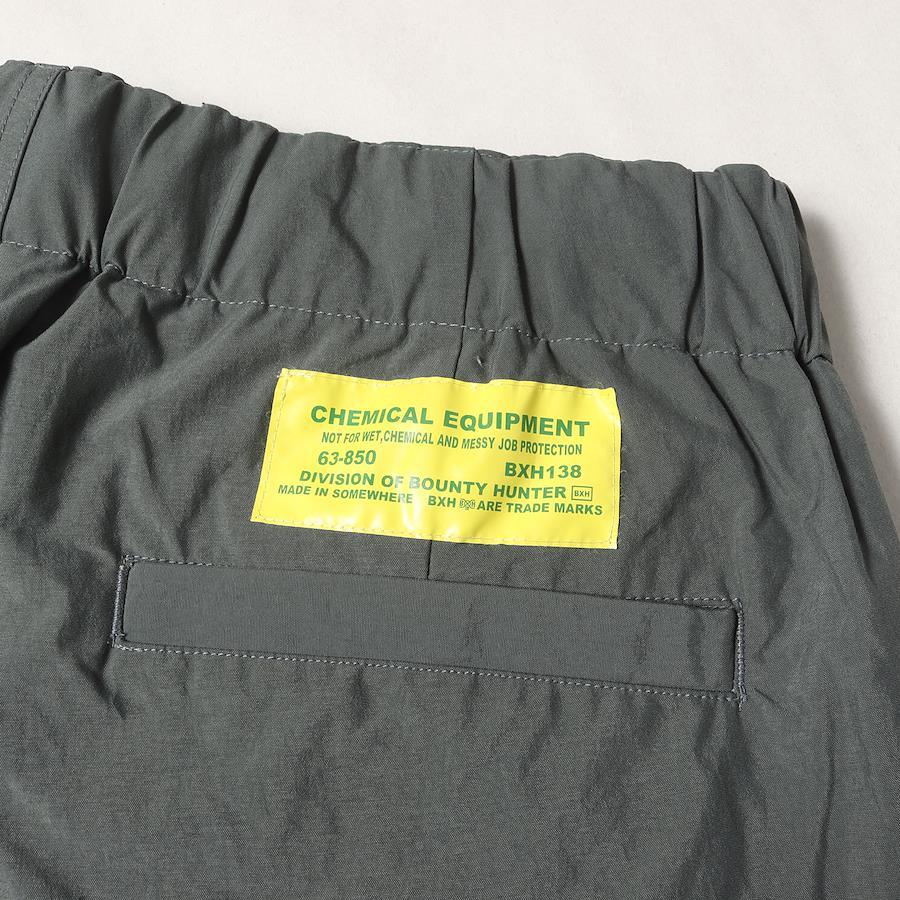 CHEMICAL EQUIPMENT
NOT FOR WET,CHEMICAL AND MESSY JOB PROTECTION
63-850 BXH138
DIVISION OF BOUNTY HUNTER BXH
MADE IN SOMEWHERE BXH ARE TRADE MARKS